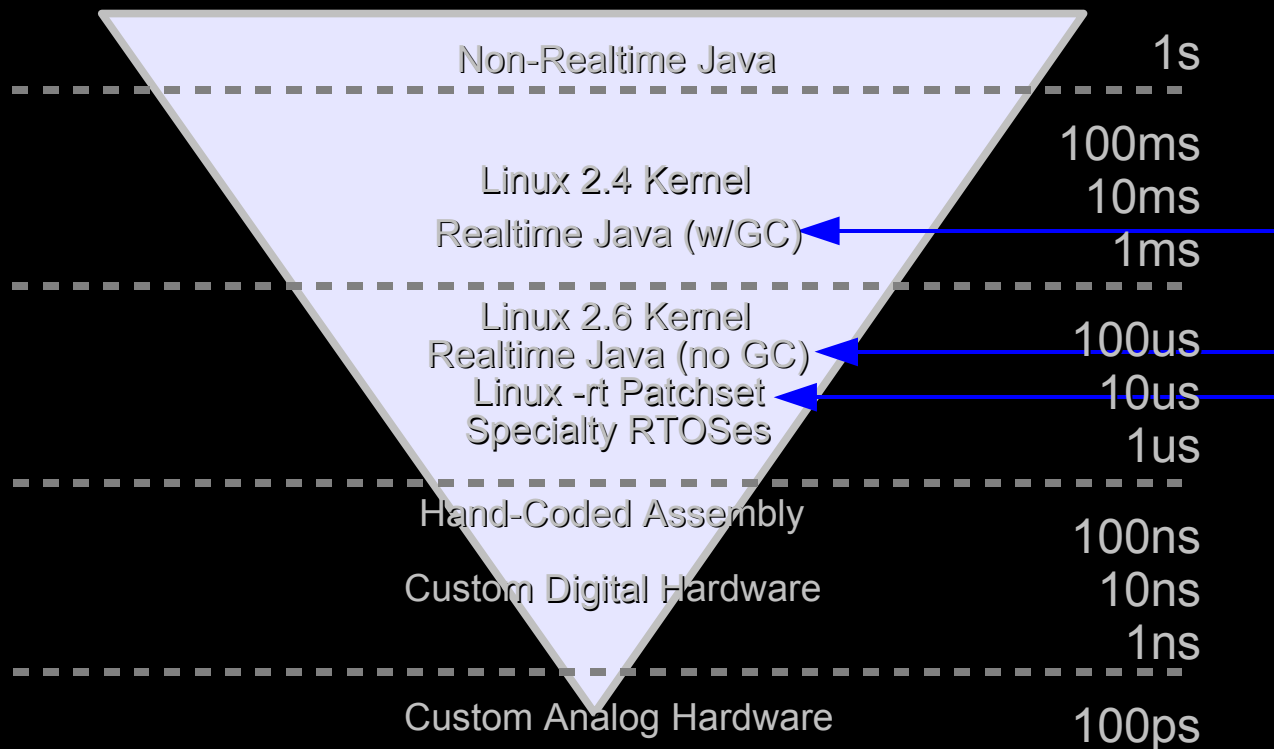 Non-Realtime Java
1s
100ms
Linux 2.4 Kernel
10ms
Realtime Java (w/GC)
1ms
Linux 2.6 Kernel
100us
Realtime Java (no GC)
Linux -rt Patchset
10us
Specialty RTOSes
1us
Hand-Coded Assembly
100ns
Custom Digital Hardware
10ns
1ns
Custom Analog Hardware
100ps